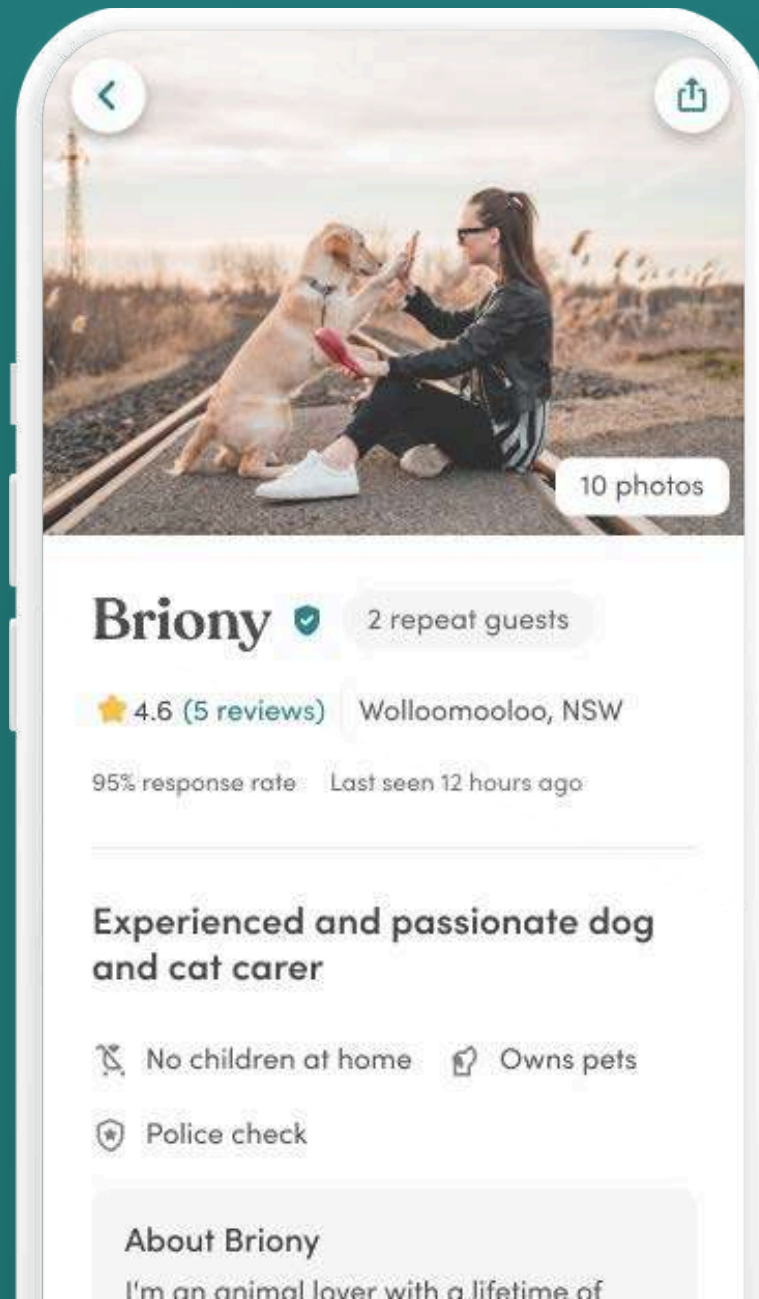 10 photos
Briony
2 repeat guests
4.6 (5 reviews)
Wolloomooloo, NSW
95% response rate
Last seen 12 hours ago
Experienced and passionate dog
and cat carer
No children at home
Owns pets
Police check
About Briony
I'm an animal lover with a lifetime of